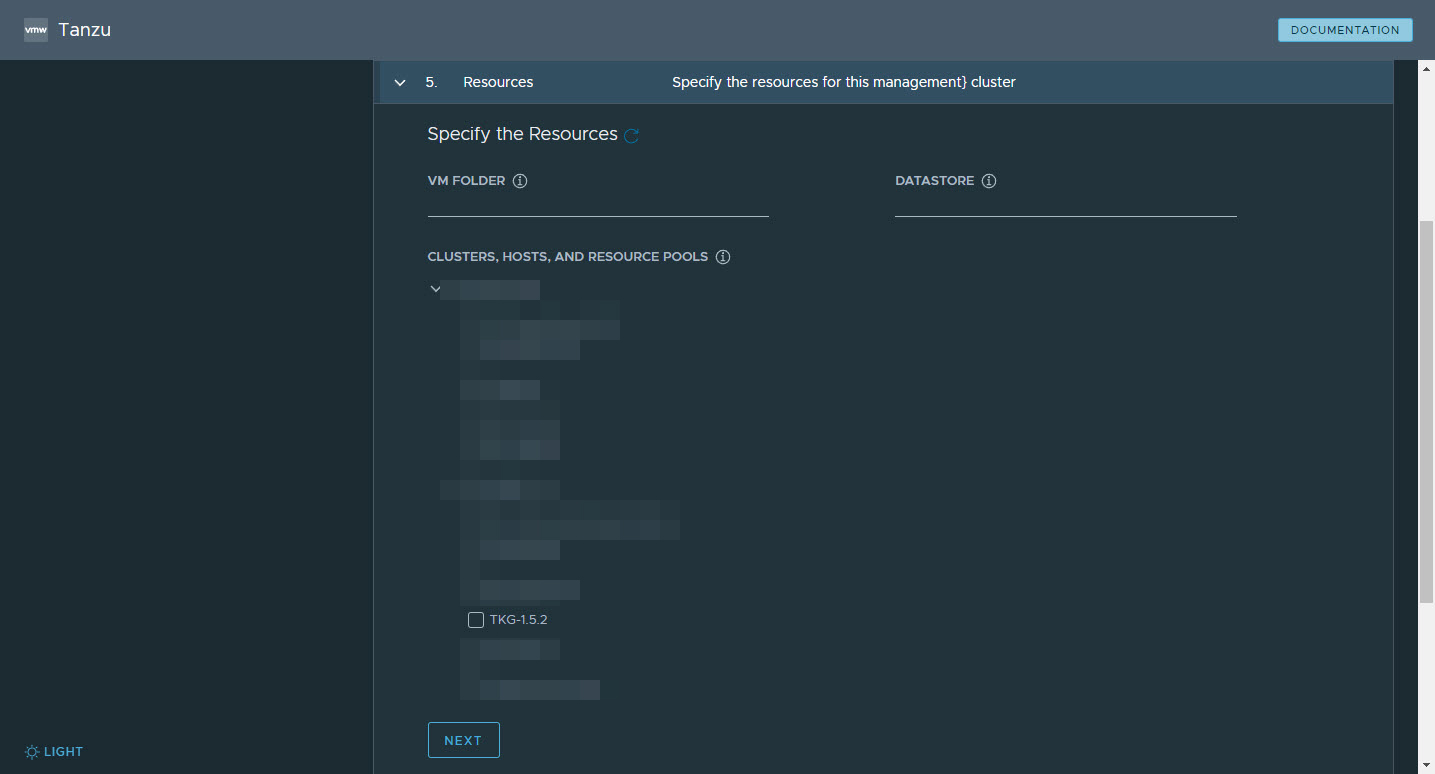 vmw Tanzu
DOCUMENTATION
5. Resources Specify the resources for this management} cluster
Specify the Resources
VM FOLDER
DATASTORE
CLUSTERS, HOSTS, AND RESOURCE POOLS
TKG-1.5.2
NEXT
LIGHT